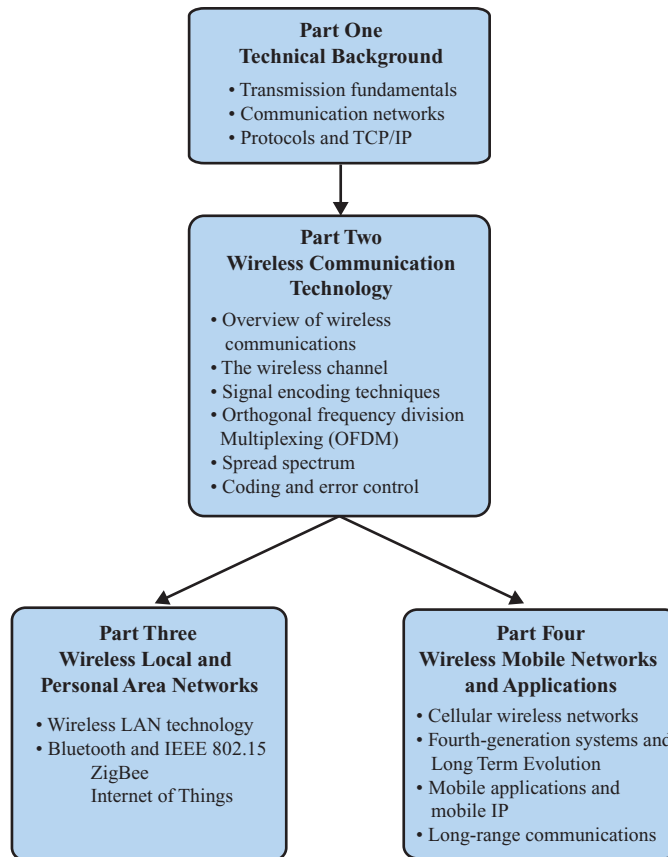 Part One
Technical Background
• Transmission fundamentals
• Communication networks
• Protocols and TCP/IP
Part Two
Wireless Communication
Technology
• Overview of wireless
communications
• The wireless channel
• Signal encoding techniques
• Orthogonal frequency division
Multiplexing (OFDM)
• Spread spectrum
• Coding and error control
Part Three
Wireless Local and
Personal Area Networks
• Wireless LAN technology
• Bluetooth and IEEE 802.15
ZigBee
Internet of Things
Part Four
Wireless Mobile Networks
and Applications
• Cellular wireless networks
• Fourth-generation systems and
Long Term Evolution
• Mobile applications and
mobile IP
• Long-range communications